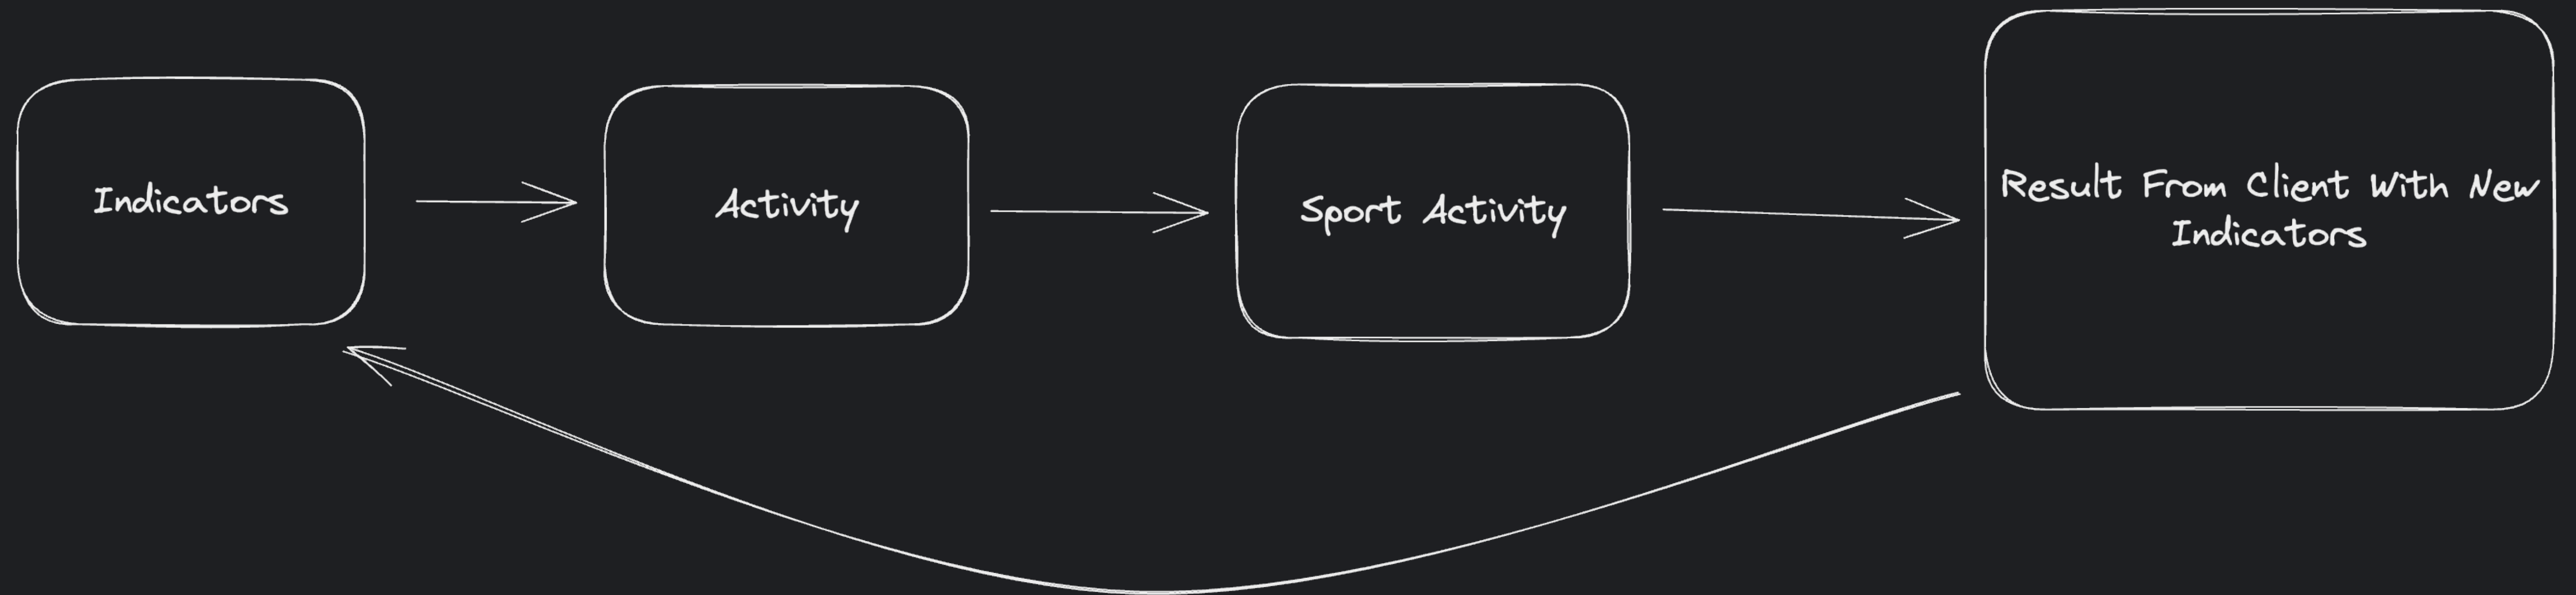 Indicators
Activity
Sport Activity
Result From Client With New
Indicators